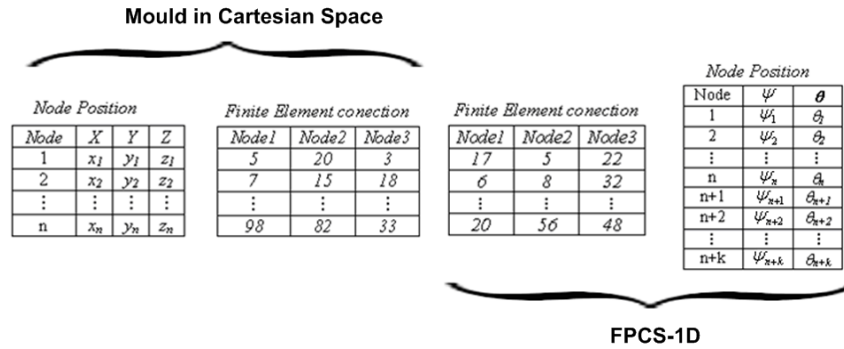 Mould in Cartesian Space
Node Position
Node X Y Z
1 x₁ y₁ z₁
2 x₂ y₂ z₂
⋮ ⋮ ⋮ ⋮
n xₙ yₙ zₙ
Finite Element conection
Node1 Node2 Node3
5 20 3
7 15 18
⋮ ⋮
98 82 33
Finite Element conection
Node1 Node2 Node3
17 5 22
6 8 32
⋮ ⋮
20 56 48
Node Position
Node Ψ θ
1 Ψ₁ θ₁
2 Ψ₂ θ₂
⋮ ⋮ ⋮
n Ψₙ θₙ
n+1 Ψₙ₊₁ θₙ₊₁
n+2 Ψₙ₊₂ θₙ₊₂
⋮ ⋮ ⋮
n+k Ψₙ₊ₖ θₙ₊ₖ
FPCS-1D